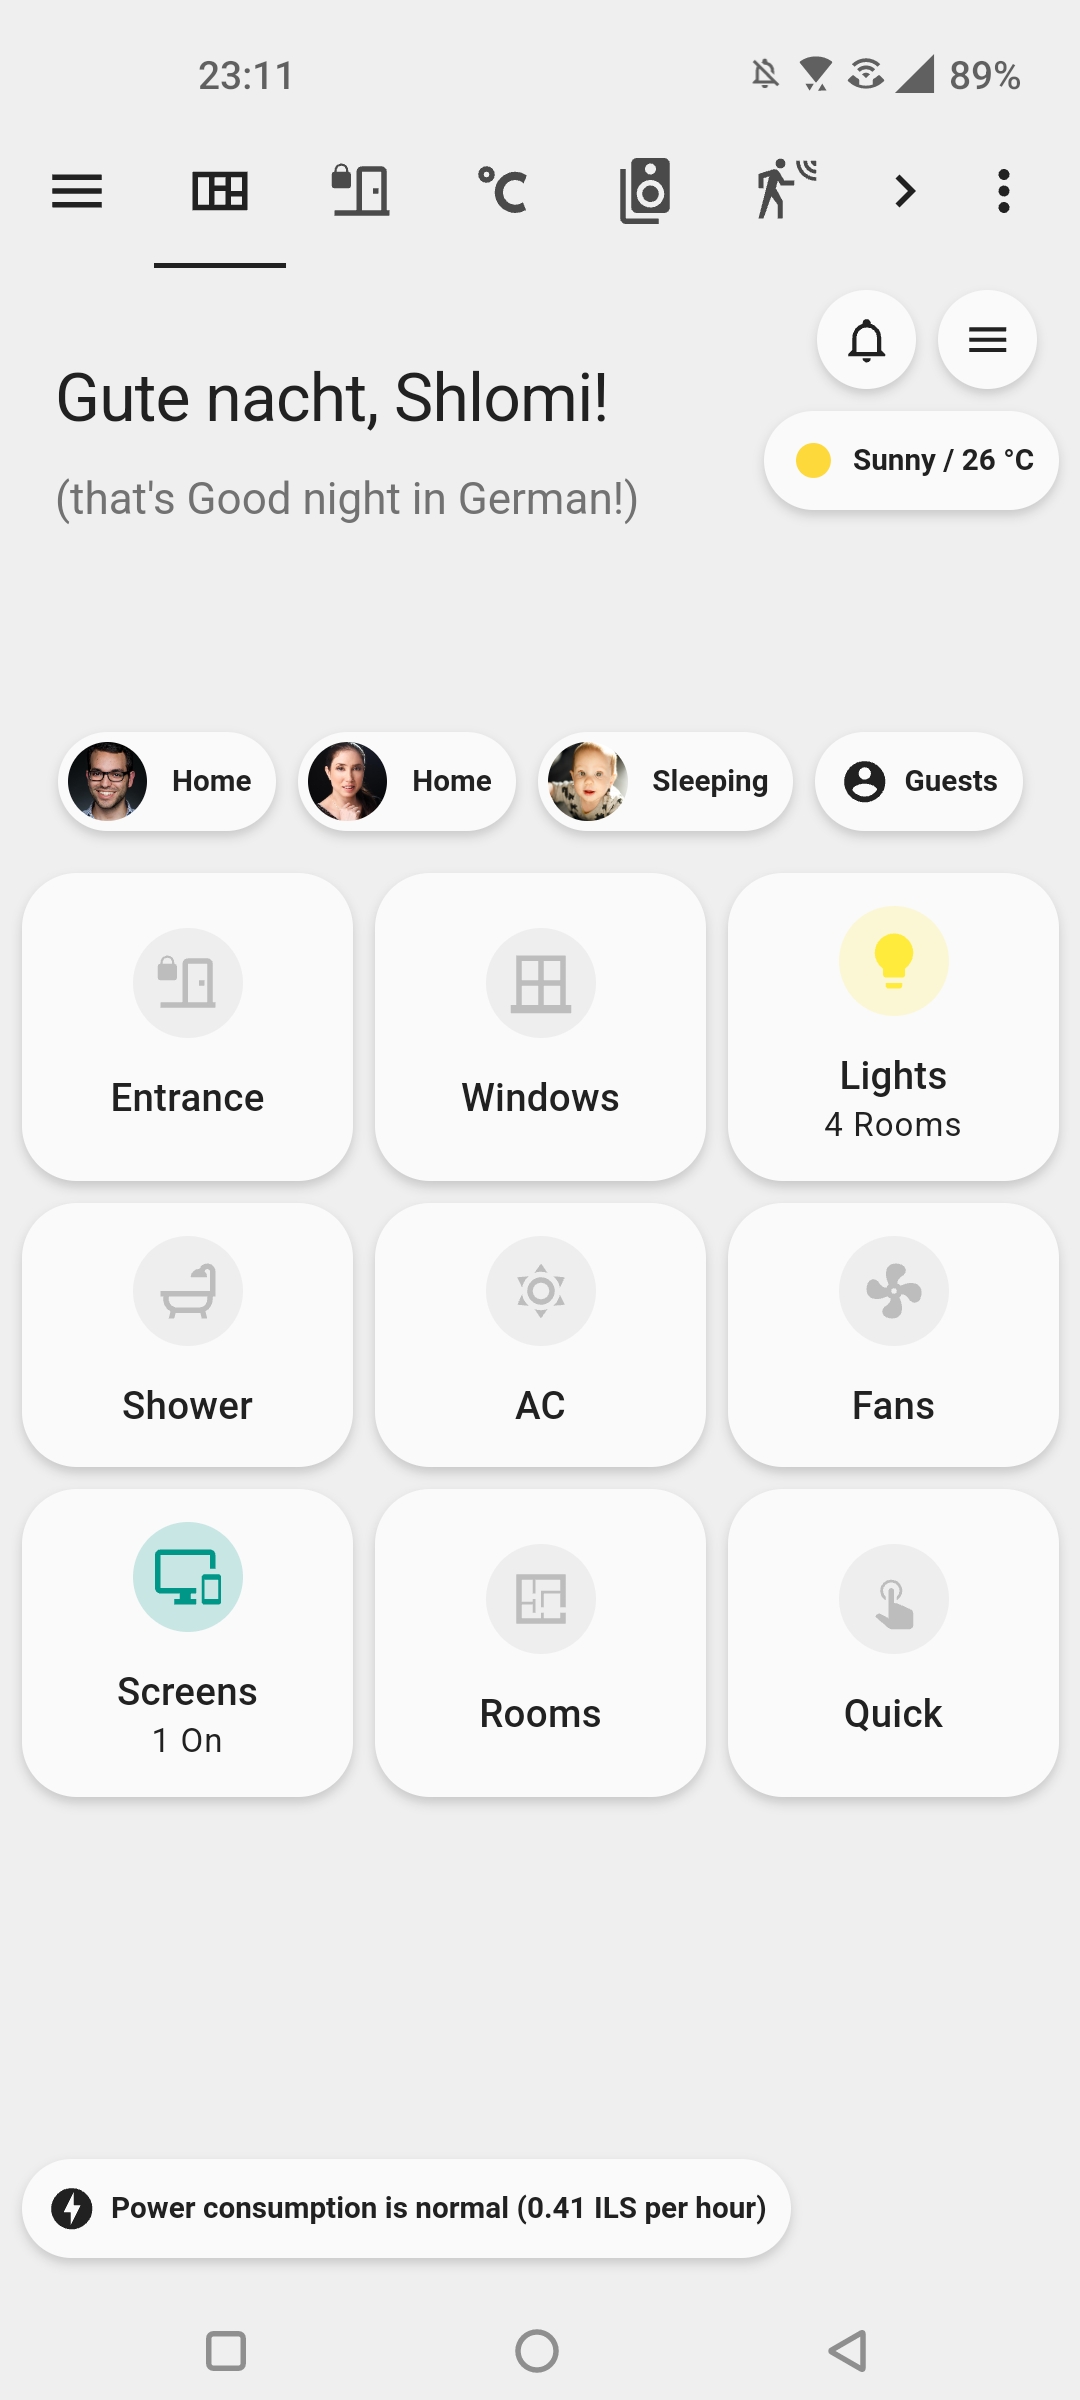 23:11
89%
°C
Gute nacht, Shlomi!
Sunny / 26 °C
(that's Good night in German!)
Home
Home
Sleeping
Guests
Entrance
Windows
Lights
4 Rooms
Shower
AC
Fans
Screens
1 On
Rooms
Quick
Power consumption is normal (0.41 ILS per hour)